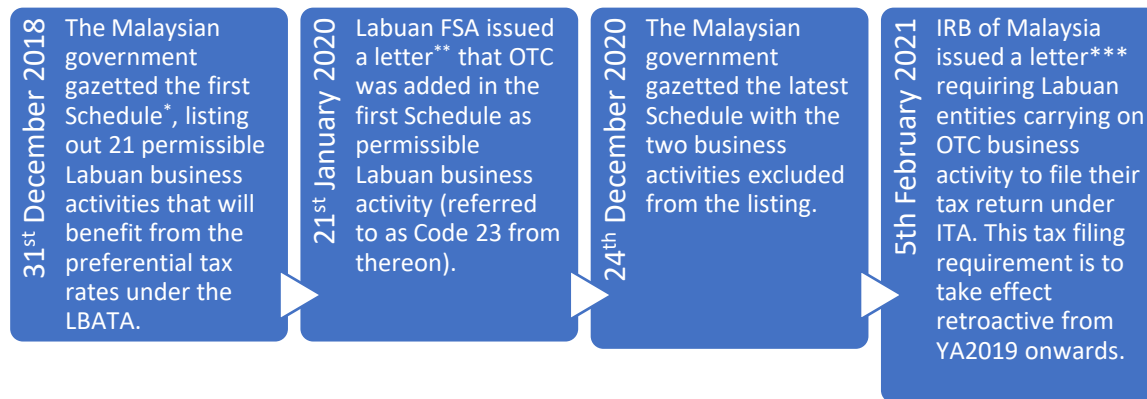 31st December 2018
The Malaysian
government
gazetted the first
Schedule*, listing
out 21 permissible
Labuan business
activities that will
benefit from the
preferential tax
rates under the
LBATA.
21st January 2020
Labuan FSA issued
a letter** that OTC
was added in the
first Schedule as
permissible
Labuan business
activity (referred
to as Code 23 from
thereon).
24th December 2020
The Malaysian
government
gazetted the latest
Schedule with the
two business
activities excluded
from the listing.
5th February 2021
IRB of Malaysia
issued a letter***
requiring Labuan
entities carrying on
OTC business
activity to file their
tax return under
ITA. This tax filing
requirement is to
take effect
retroactive from
YA2019 onwards.